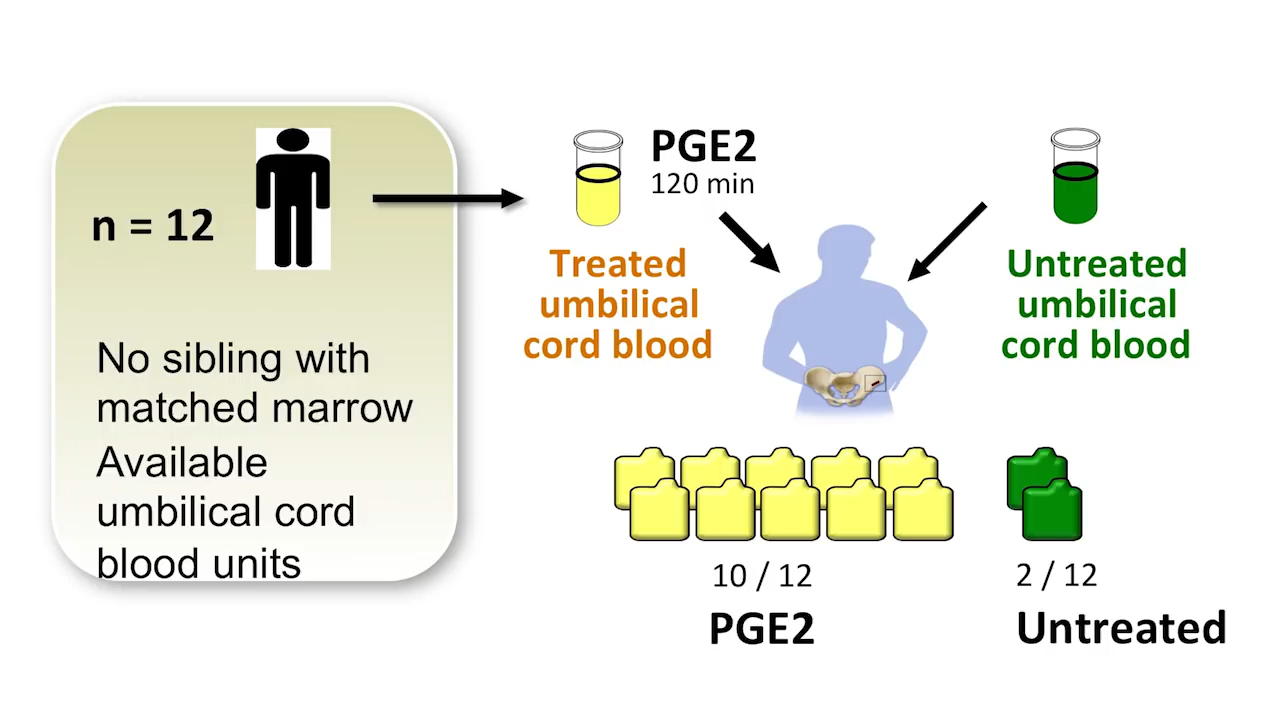 n = 12
No sibling with
matched marrow
Available
umbilical cord
blood units
PGE2
120 min
Treated
umbilical
cord blood
Untreated
umbilical
cord blood
10 / 12
PGE2
2 / 12
Untreated